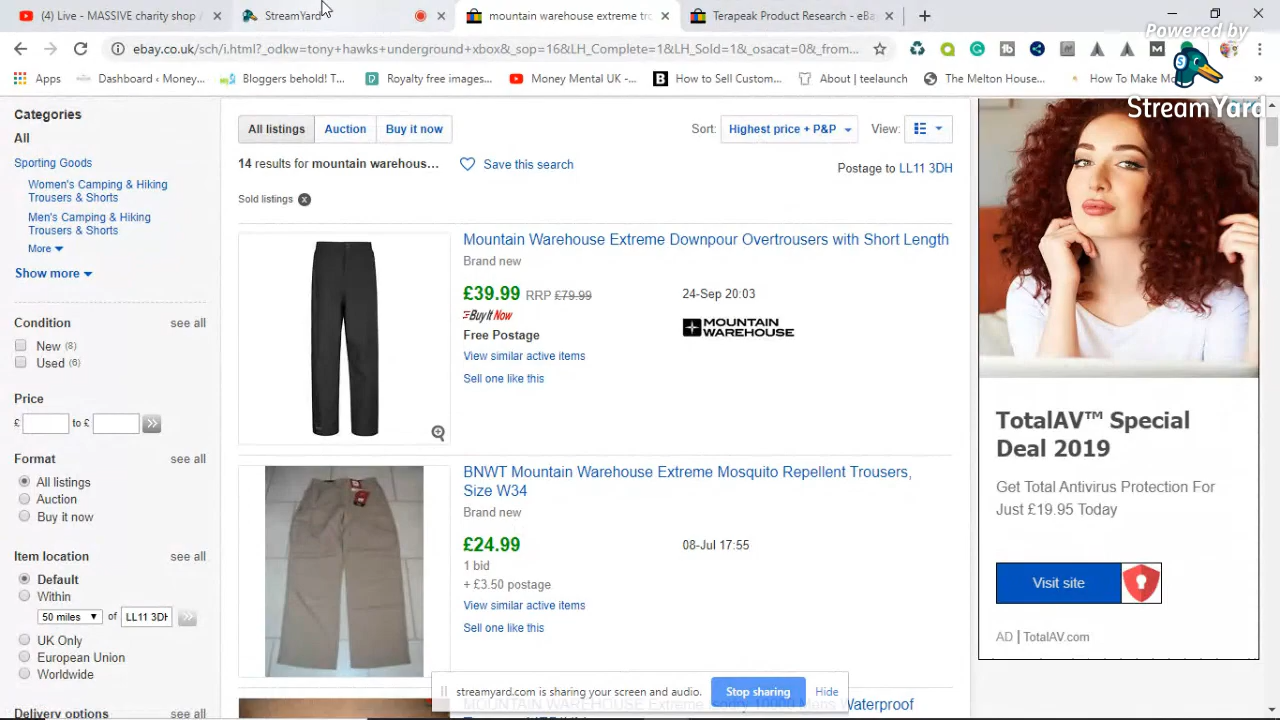 (4) Live - MASSIVE charity shop /
StreamYard
mountain warehouse extreme tro
Terapeak Product Research - eBa
Powered by
StreamYard
ebay.co.uk/sch/i.html?_odkw=tony+hawks+underground+xbox&_sop=16&LH_Complete=1&LH_Sold=1&_osacat=0&_from...
Apps
Dashboard ‹ Money...
Bloggers behold! T...
Royalty free images...
Money Mental UK -...
How to Sell Custom...
About | teelaunch
The Melton House...
How To Make Mo
Categories
All
Sporting Goods
Women's Camping & Hiking
Trousers & Shorts
Men's Camping & Hiking
Trousers & Shorts
More
Show more
Condition
see all
New (8)
Used (6)
Price
£
to £
Format
see all
All listings
Auction
Buy it now
Item location
see all
Default
Within
50 miles
of
LL11 3DH
UK Only
European Union
Worldwide
Delivery options
see all
All listings
Auction
Buy it now
Sort:
Highest price + P&P
View:
14 results for mountain warehous...
Save this search
Postage to LL11 3DH
Sold listings
Mountain Warehouse Extreme Downpour Overtrousers with Short Length
Brand new
£39.99 RRP £79.99
24-Sep 20:03
Buy It Now
MOUNTAIN
WAREHOUSE
Free Postage
View similar active items
Sell one like this
BNWT Mountain Warehouse Extreme Mosquito Repellent Trousers,
Size W34
Brand new
£24.99
08-Jul 17:55
1 bid
+ £3.50 postage
View similar active items
Sell one like this
MOUNTAIN WAREHOUSE Extreme
Waterproof
streamyard.com is sharing your screen and audio.
Stop sharing
Hide
TotalAV™ Special
Deal 2019
Get Total Antivirus Protection For
Just £19.95 Today
Visit site
AD | TotalAV.com